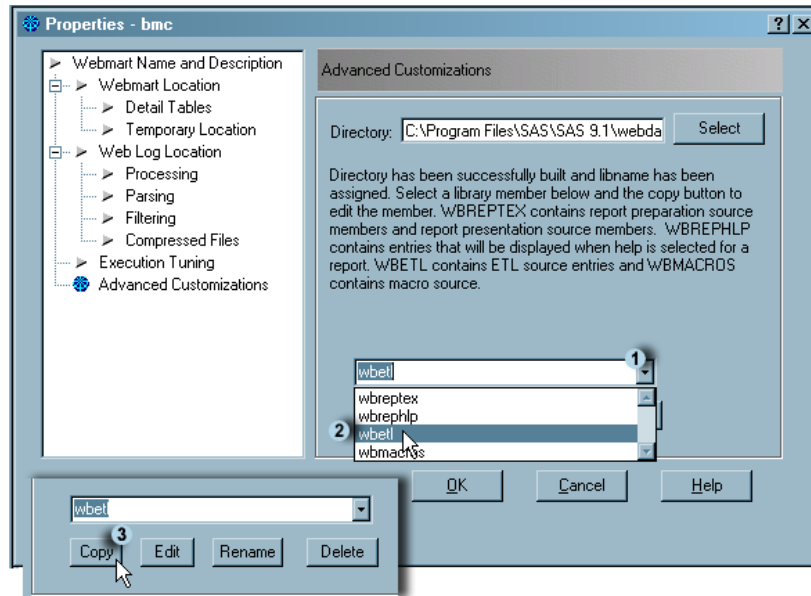 Properties - bmc
Webmart Name and Description
Webmart Location
Detail Tables
Temporary Location
Web Log Location
Processing
Parsing
Filtering
Compressed Files
Execution Tuning
Advanced Customizations
Advanced Customizations
Directory: C:\Program Files\SAS\SAS 9.1\webda Select
Directory has been successfully built and libname has been
assigned. Select a library member below and the copy button to
edit the member. WBREPTEX contains report preparation source
members and report presentation source members. WBREPHLP
contains entries that will be displayed when help is selected for a
report. WBETL contains ETL source entries and WBMACROS
contains macro source.
1
wbetl
wbreptex
wbrephlp
2 wbetl
wbmacros
OK Cancel Help
wbetl
3
Copy Edit Rename Delete